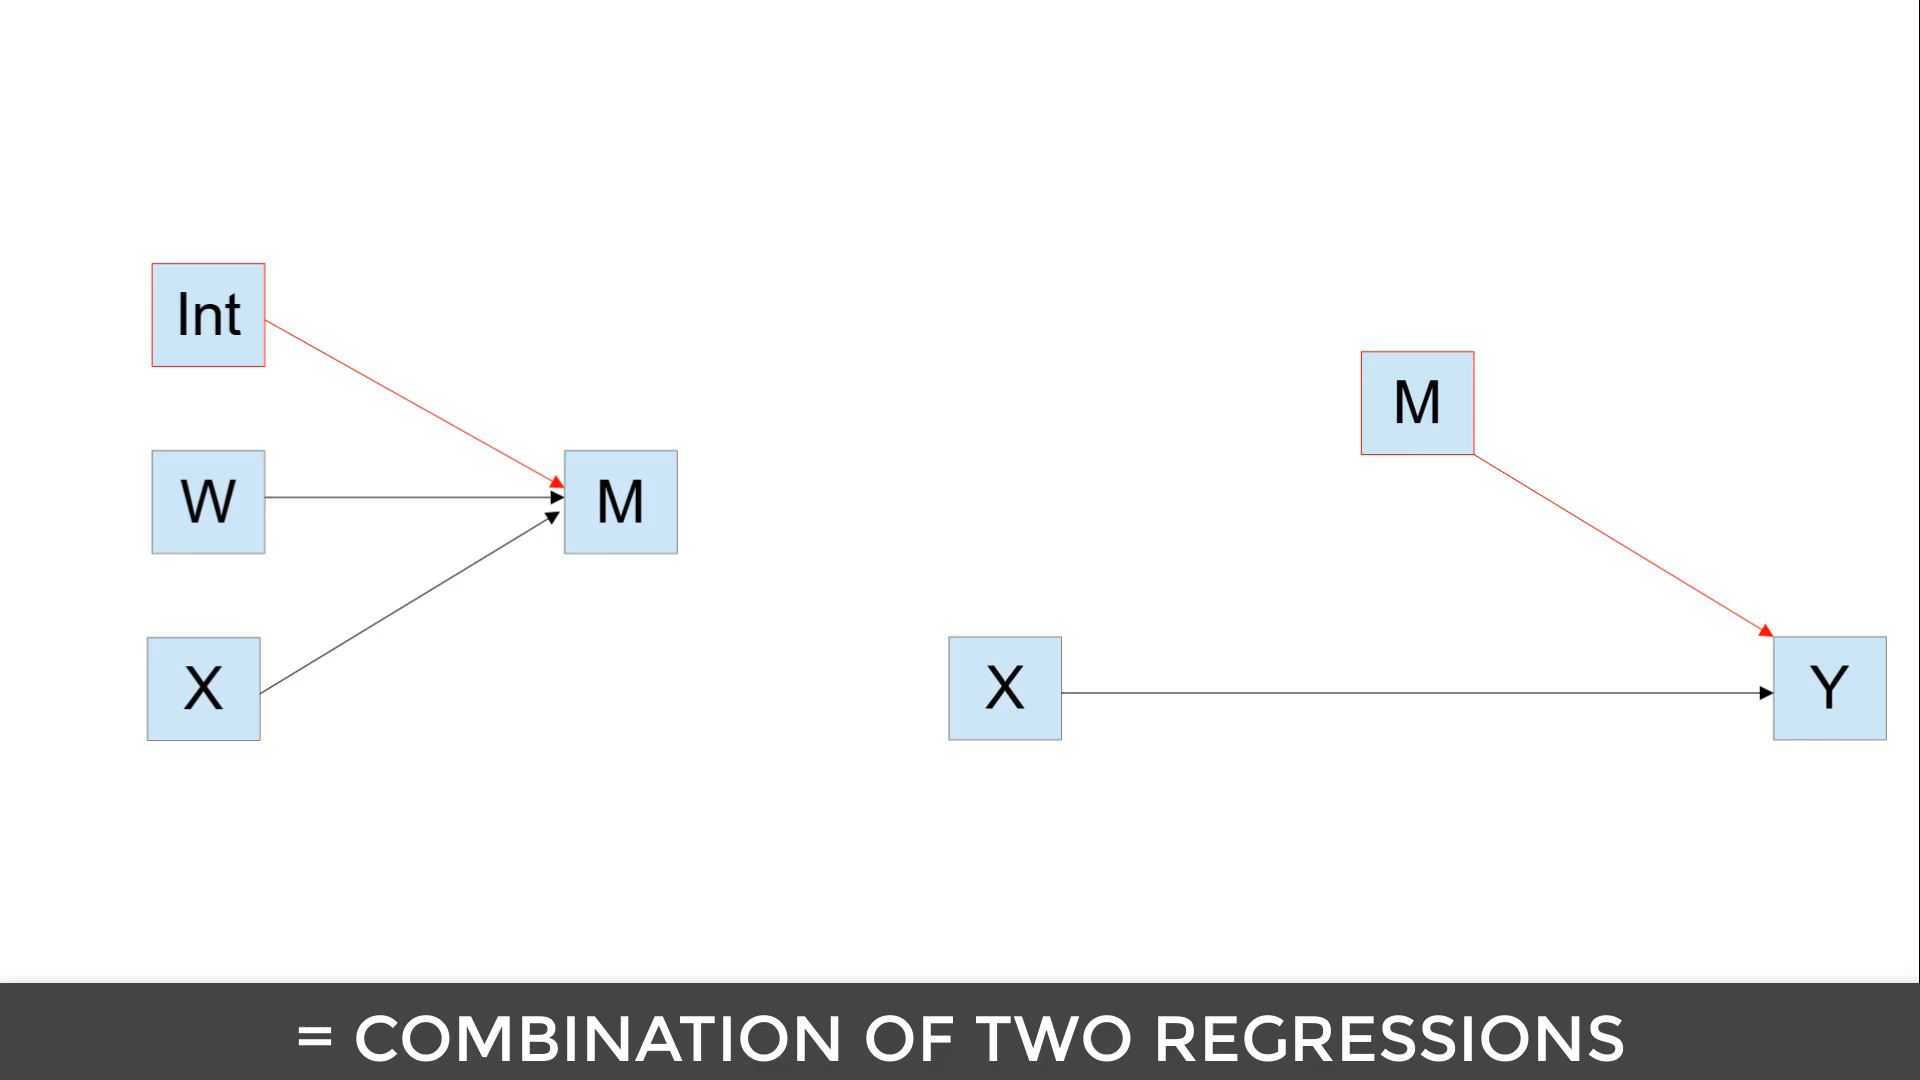 Int
W
M
X
M
X
Y
= COMBINATION OF TWO REGRESSIONS